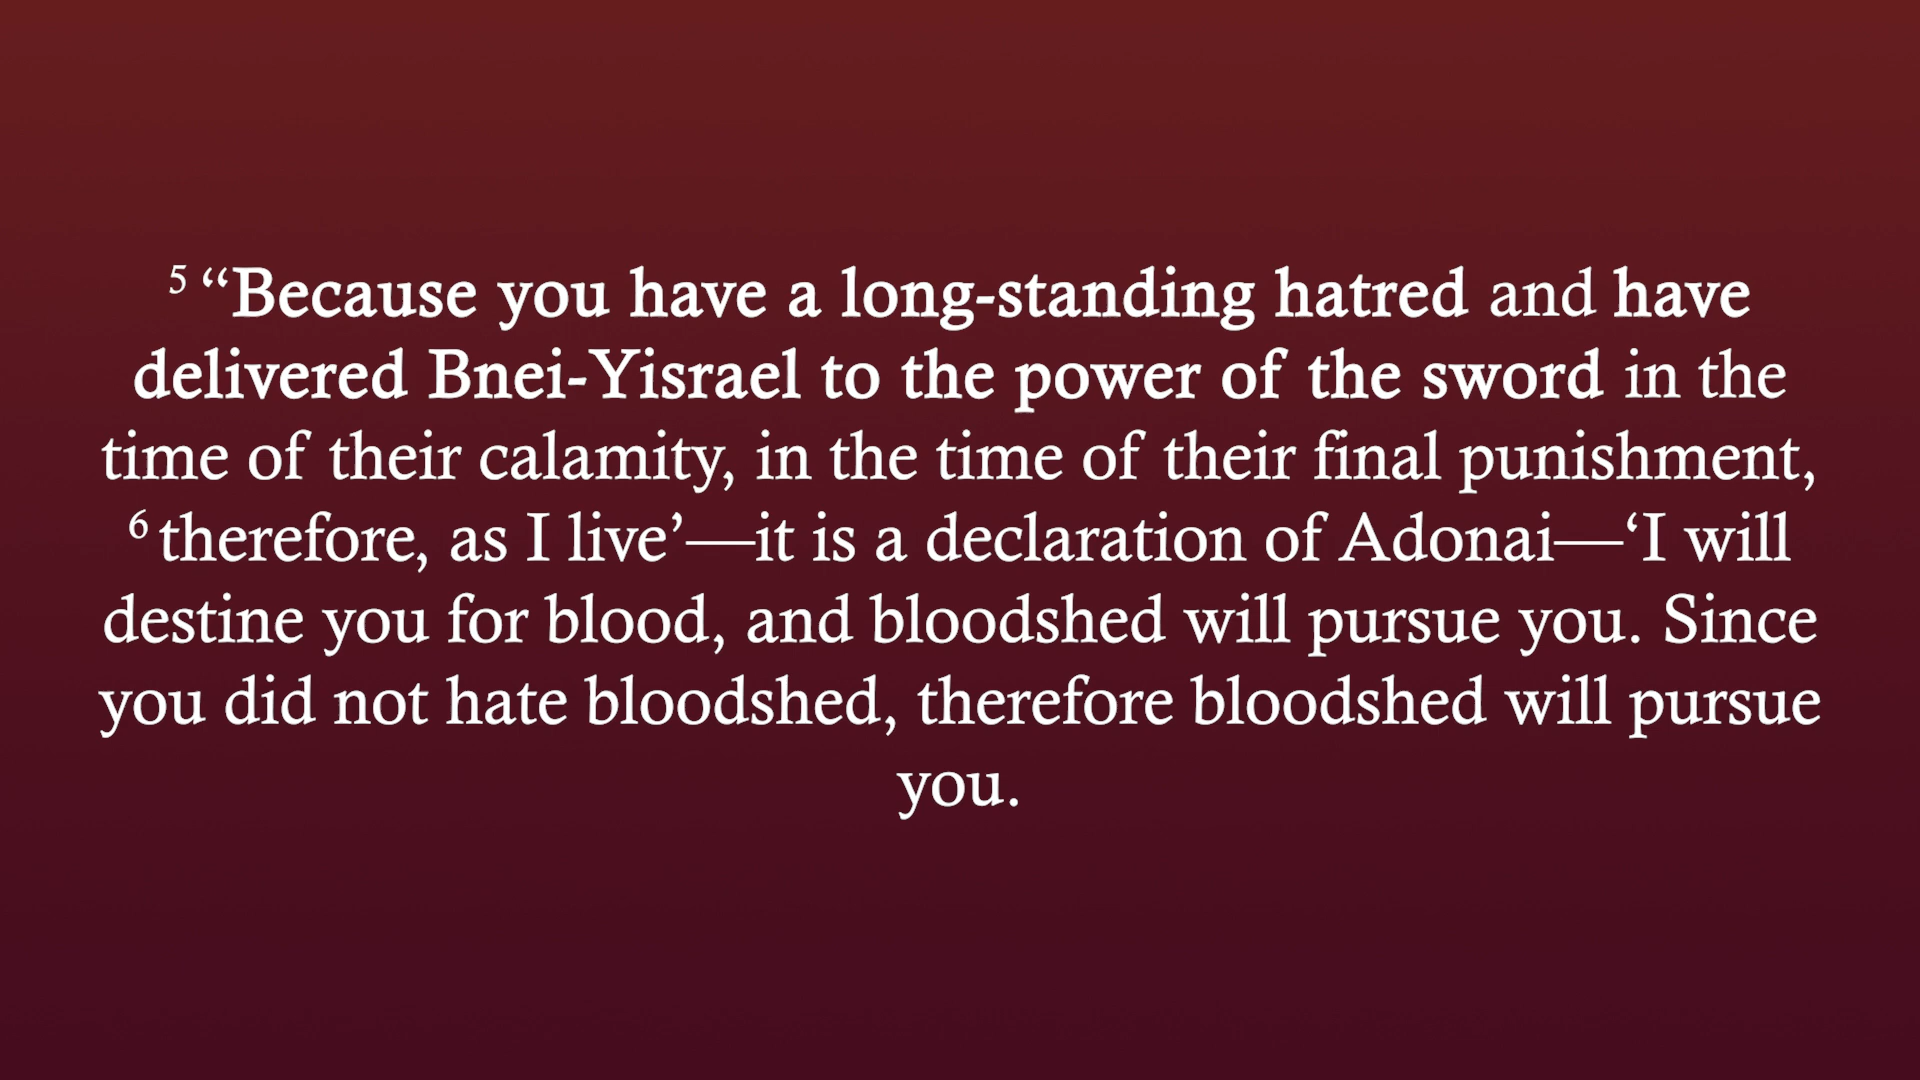 ⁵ “Because you have a long-standing hatred and have
delivered Bnei-Yisrael to the power of the sword in the
time of their calamity, in the time of their final punishment,
⁶ therefore, as I live’—it is a declaration of Adonai—‘I will
destine you for blood, and bloodshed will pursue you. Since
you did not hate bloodshed, therefore bloodshed will pursue
you.